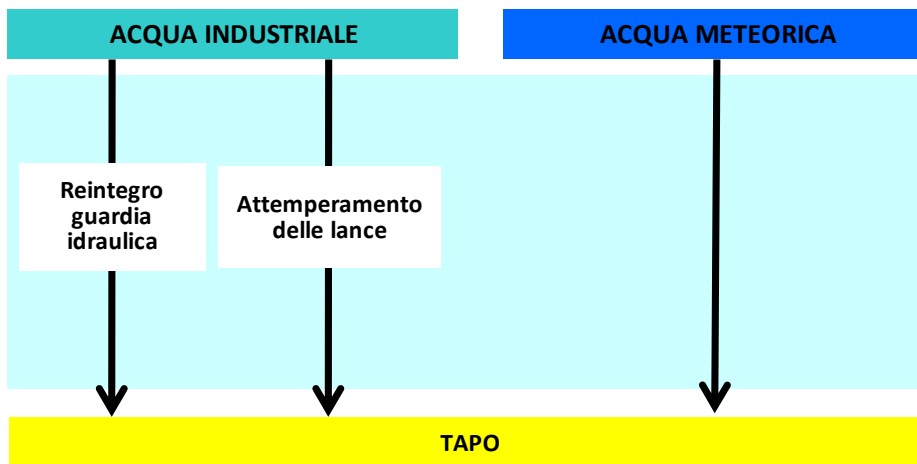 ACQUA INDUSTRIALE
ACQUA METEORICA
Reintegro
guardia
idraulica
Attemperamento
delle lance
TAPO